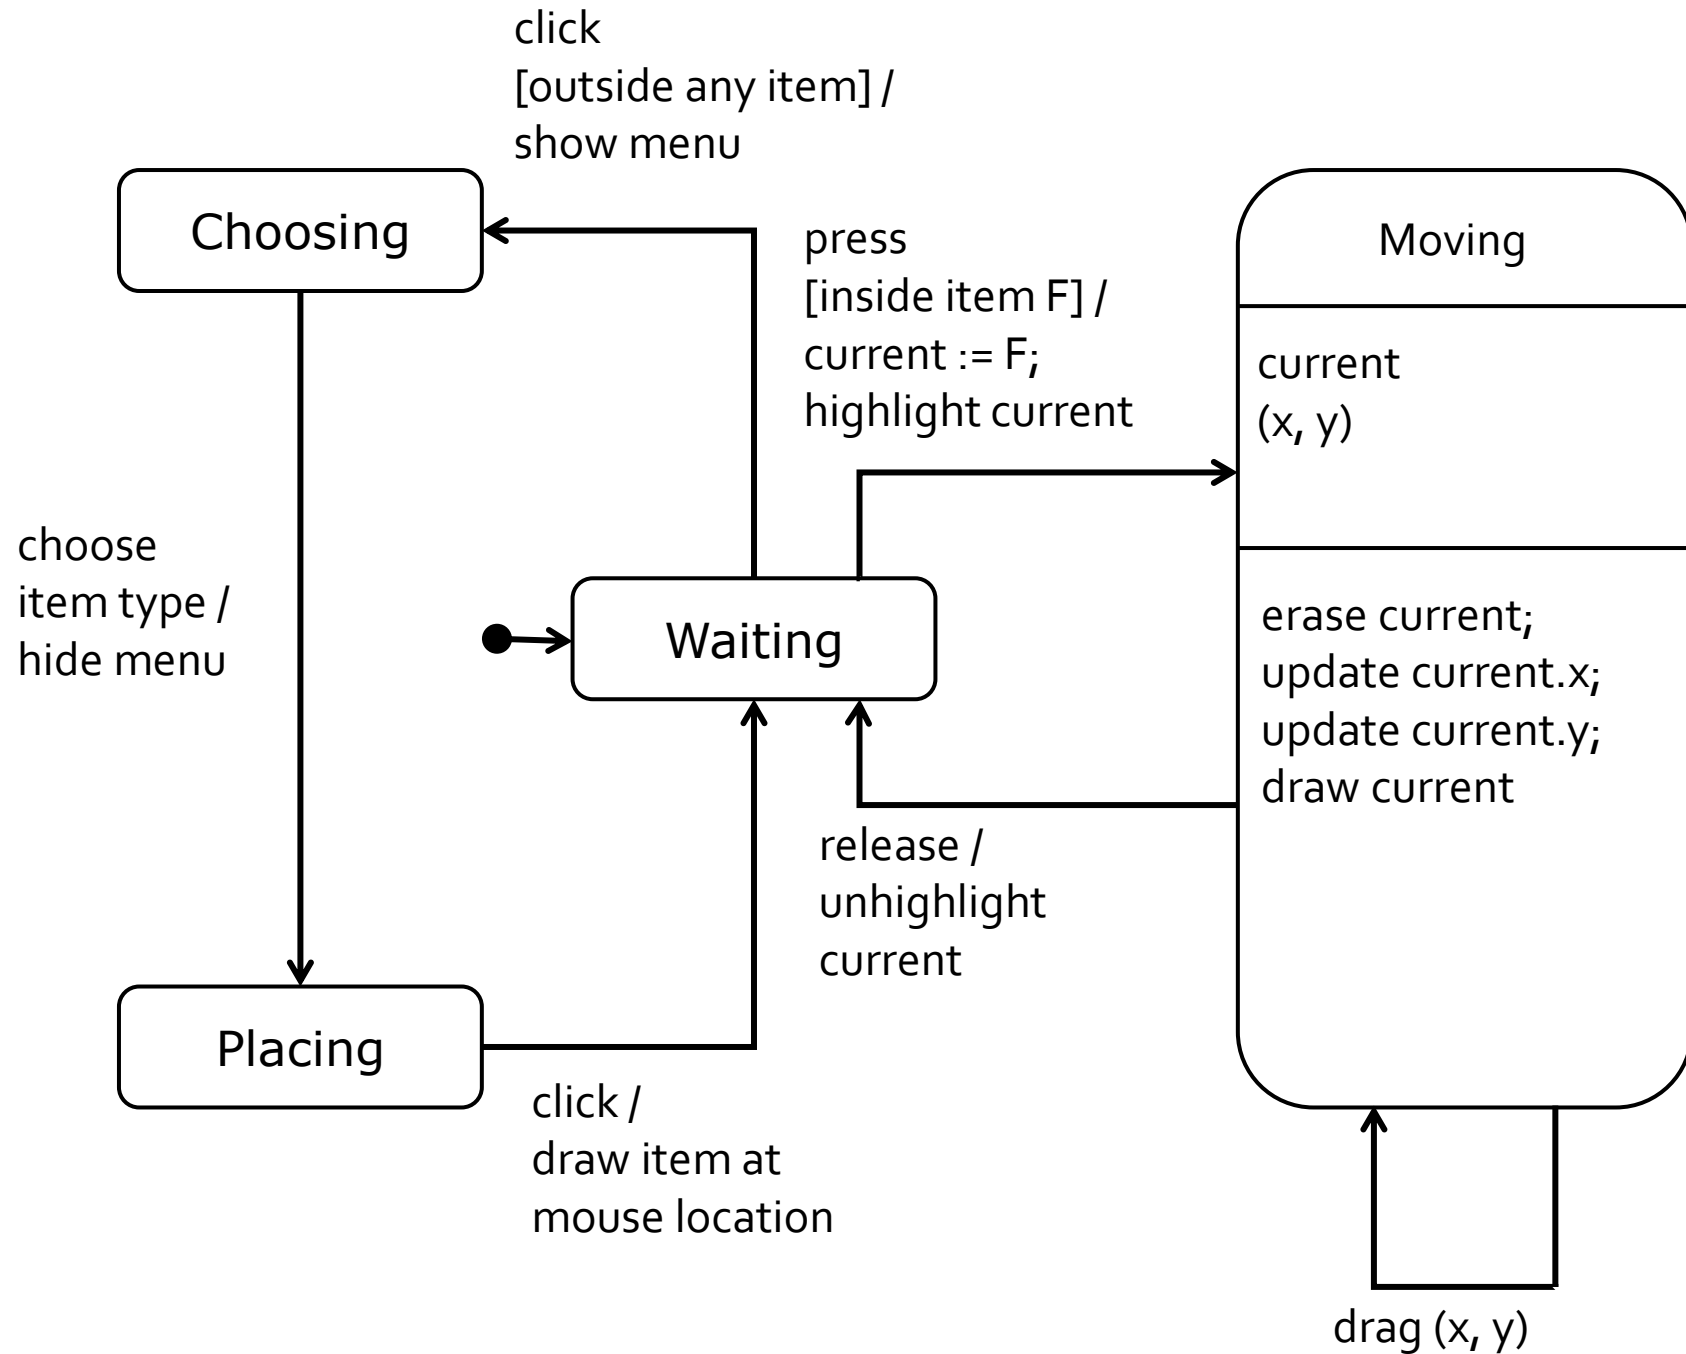 click
[outside any item] /
show menu
Choosing
press
[inside item F] /
current := F;
highlight current
Moving
current
(x, y)
choose
item type /
hide menu
Waiting
erase current;
update current.x;
update current.y;
draw current
release /
unhighlight
current
Placing
click /
draw item at
mouse location
drag (x, y)